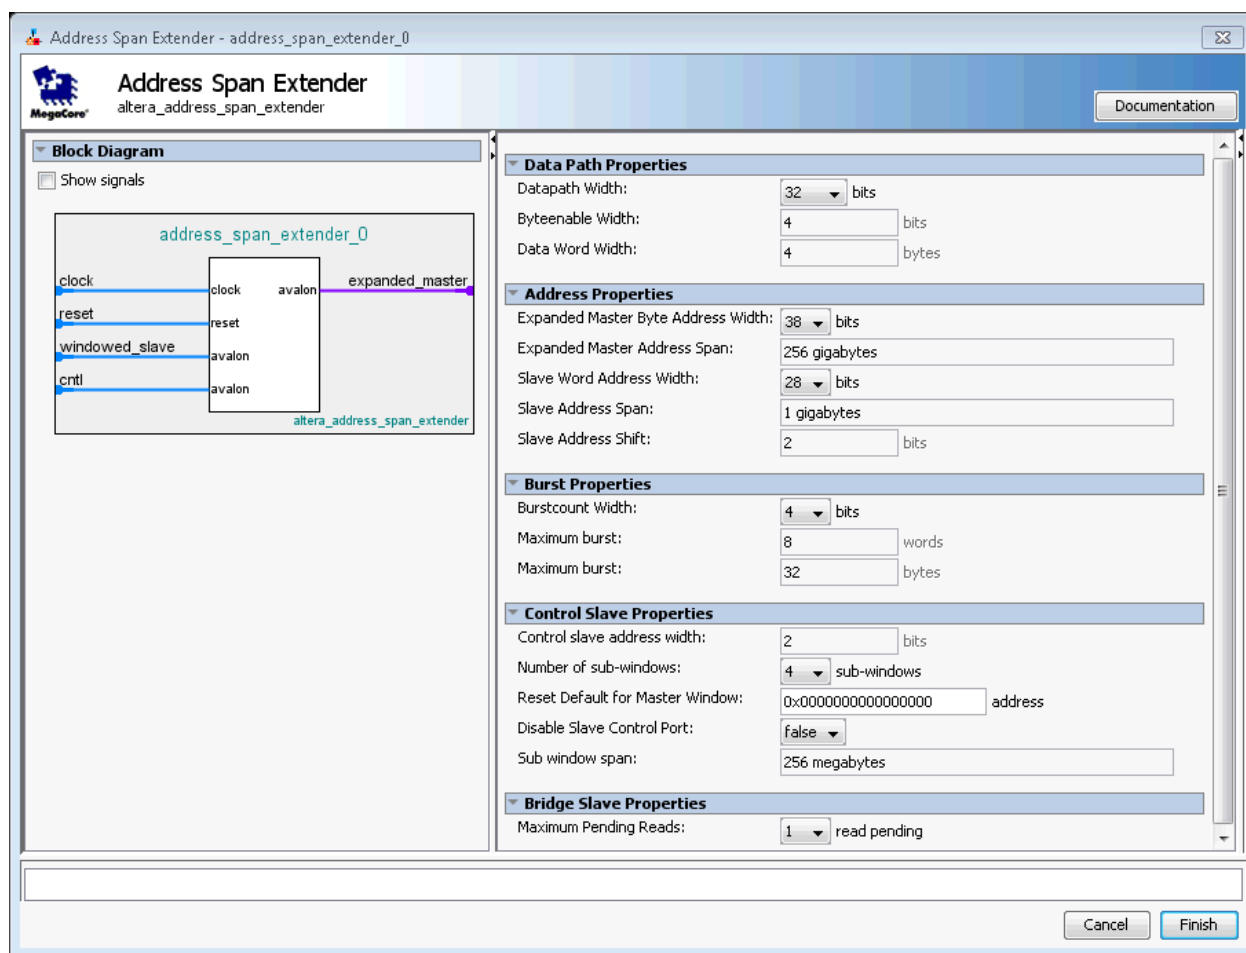 Address Span Extender - address_span_extender_0
MegaCore®
Address Span Extender
altera_address_span_extender
Documentation
Block Diagram
Show signals
address_span_extender_0
clock
reset
windowed_slave
cntl
clock
reset
avalon
avalon
avalon
expanded_master
altera_address_span_extender
Data Path Properties
Datapath Width: 32 bits
Byteenable Width: 4 bits
Data Word Width: 4 bytes
Address Properties
Expanded Master Byte Address Width: 38 bits
Expanded Master Address Span: 256 gigabytes
Slave Word Address Width: 28 bits
Slave Address Span: 1 gigabytes
Slave Address Shift: 2 bits
Burst Properties
Burstcount Width: 4 bits
Maximum burst: 8 words
Maximum burst: 32 bytes
Control Slave Properties
Control slave address width: 2 bits
Number of sub-windows: 4 sub-windows
Reset Default for Master Window: 0x0000000000000000 address
Disable Slave Control Port: false
Sub window span: 256 megabytes
Bridge Slave Properties
Maximum Pending Reads: 1 read pending
Cancel
Finish